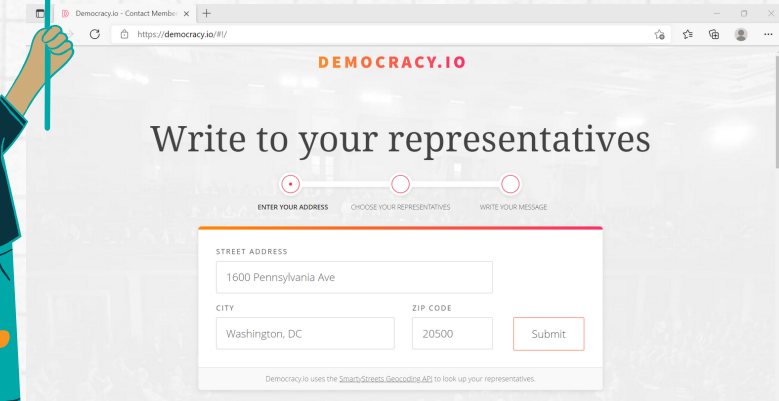 Democracy.io - Contact Member
https://democracy.io/#!/
DEMOCRACY.IO
Write to your representatives
ENTER YOUR ADDRESS
CHOOSE YOUR REPRESENTATIVES
WRITE YOUR MESSAGE
STREET ADDRESS
1600 Pennsylvania Ave
CITY
ZIP CODE
Washington, DC
20500
Submit
Democracy.io uses the SmartyStreets Geocoding API to look up your representatives.